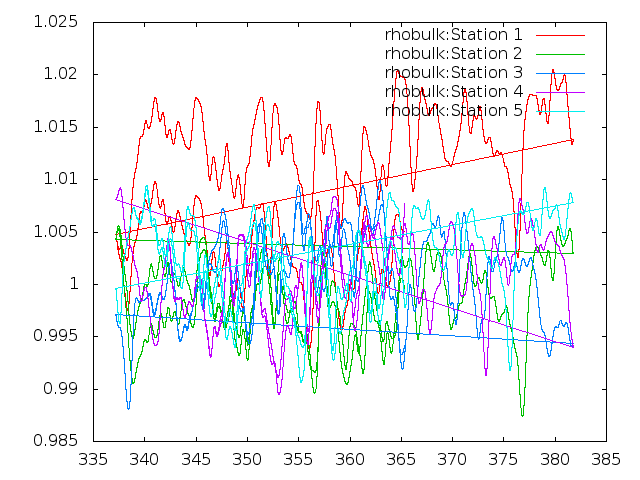 1.025
1.02
1.015
1.01
1.005
1
0.995
0.99
0.985
335 340 345 350 355 360 365 370 375 380 385
rhobulk:Station 1
rhobulk:Station 2
rhobulk:Station 3
rhobulk:Station 4
rhobulk:Station 5